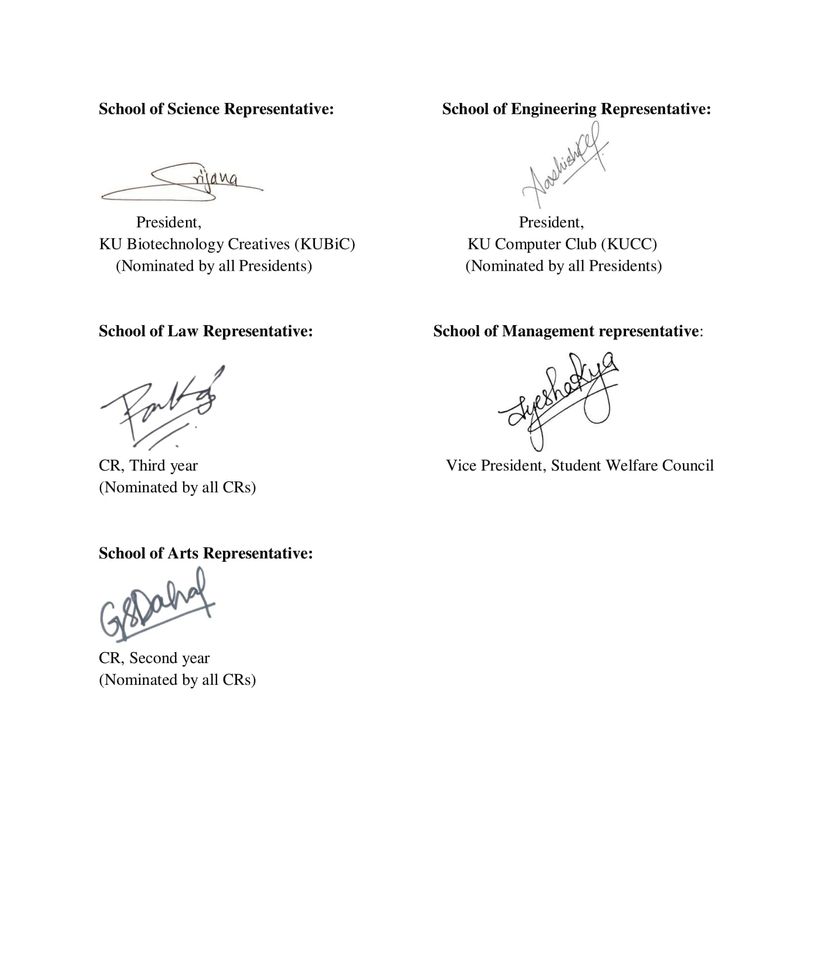 School of Science Representative:
Srijana
President,
KU Biotechnology Creatives (KUBiC)
(Nominated by all Presidents)
School of Engineering Representative:
President,
KU Computer Club (KUCC)
(Nominated by all Presidents)
School of Law Representative:
CR, Third year
(Nominated by all CRs)
School of Management representative:
Vice President, Student Welfare Council
School of Arts Representative:
GSDahal
CR, Second year
(Nominated by all CRs)